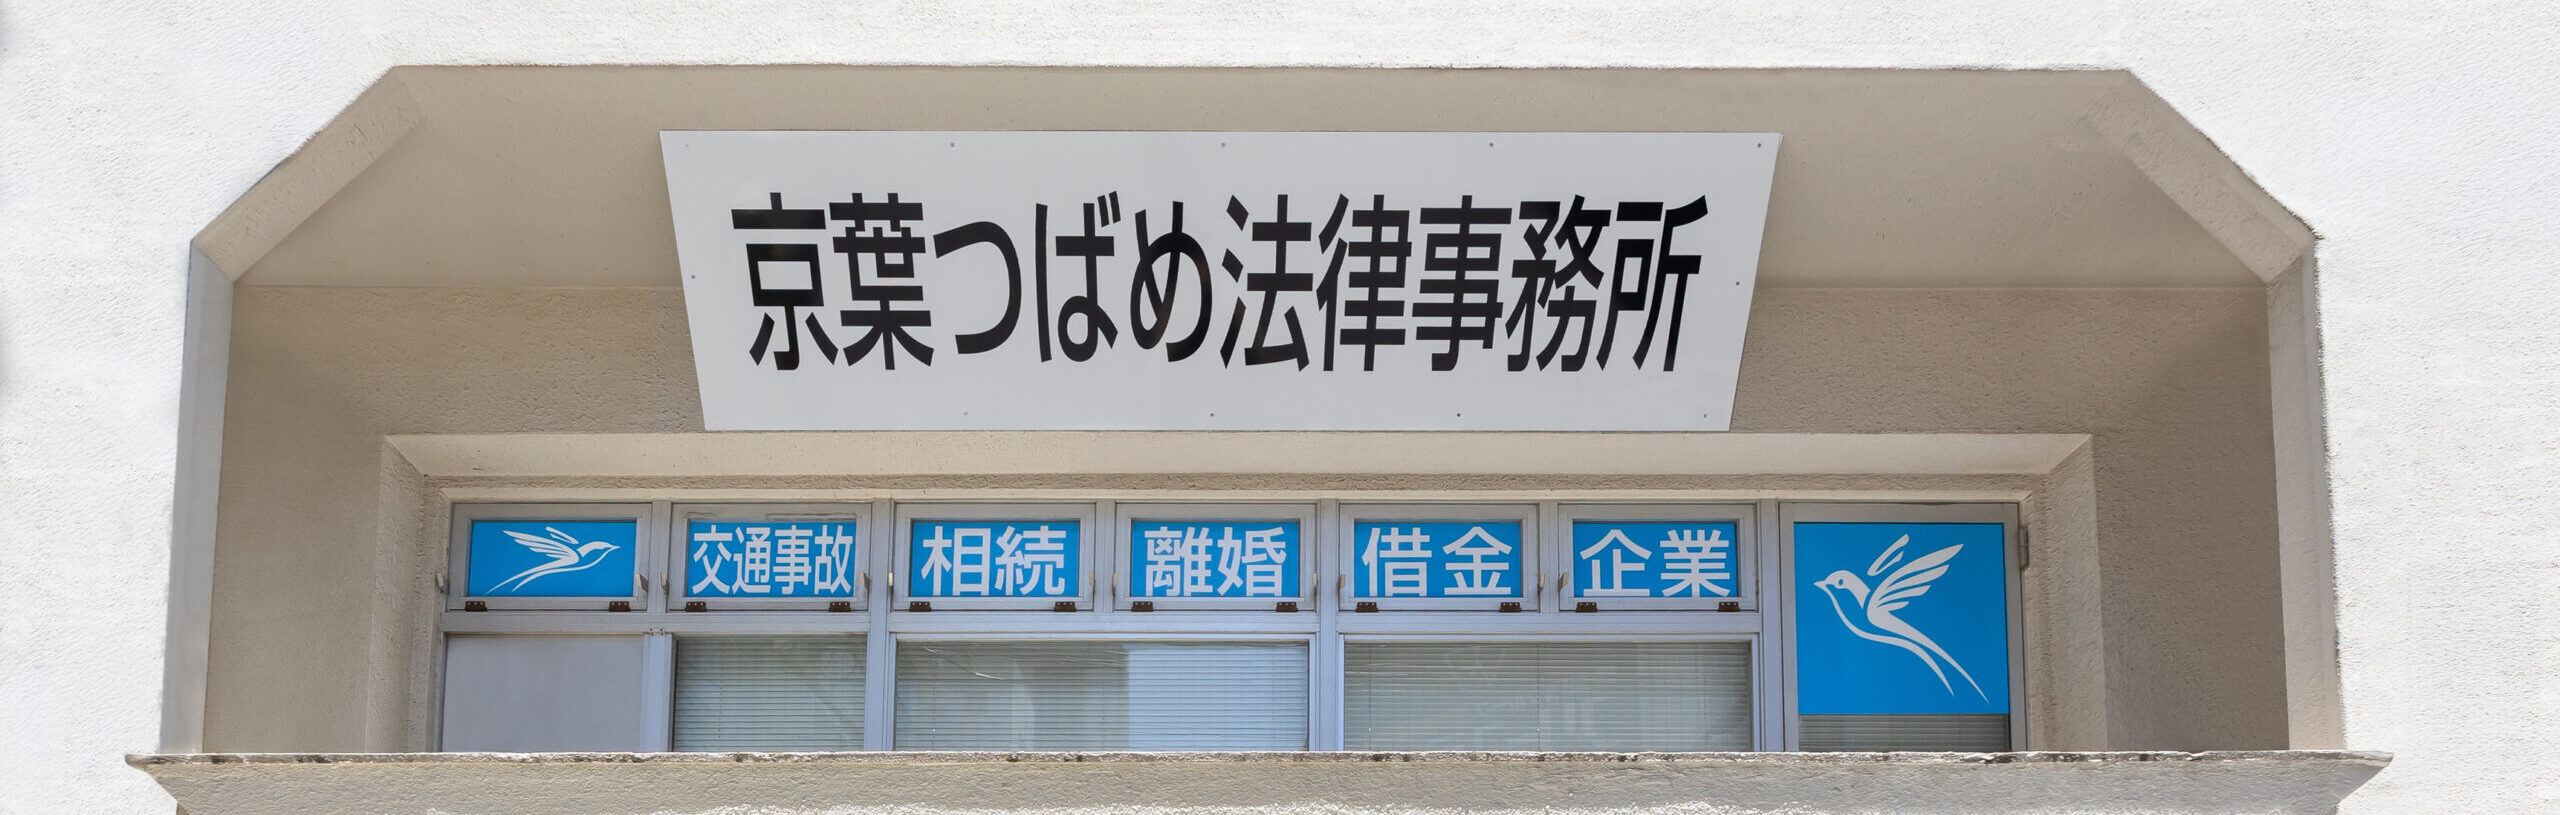 京葉つばめ法律事務所
交通事故 相続 離婚 借金 企業